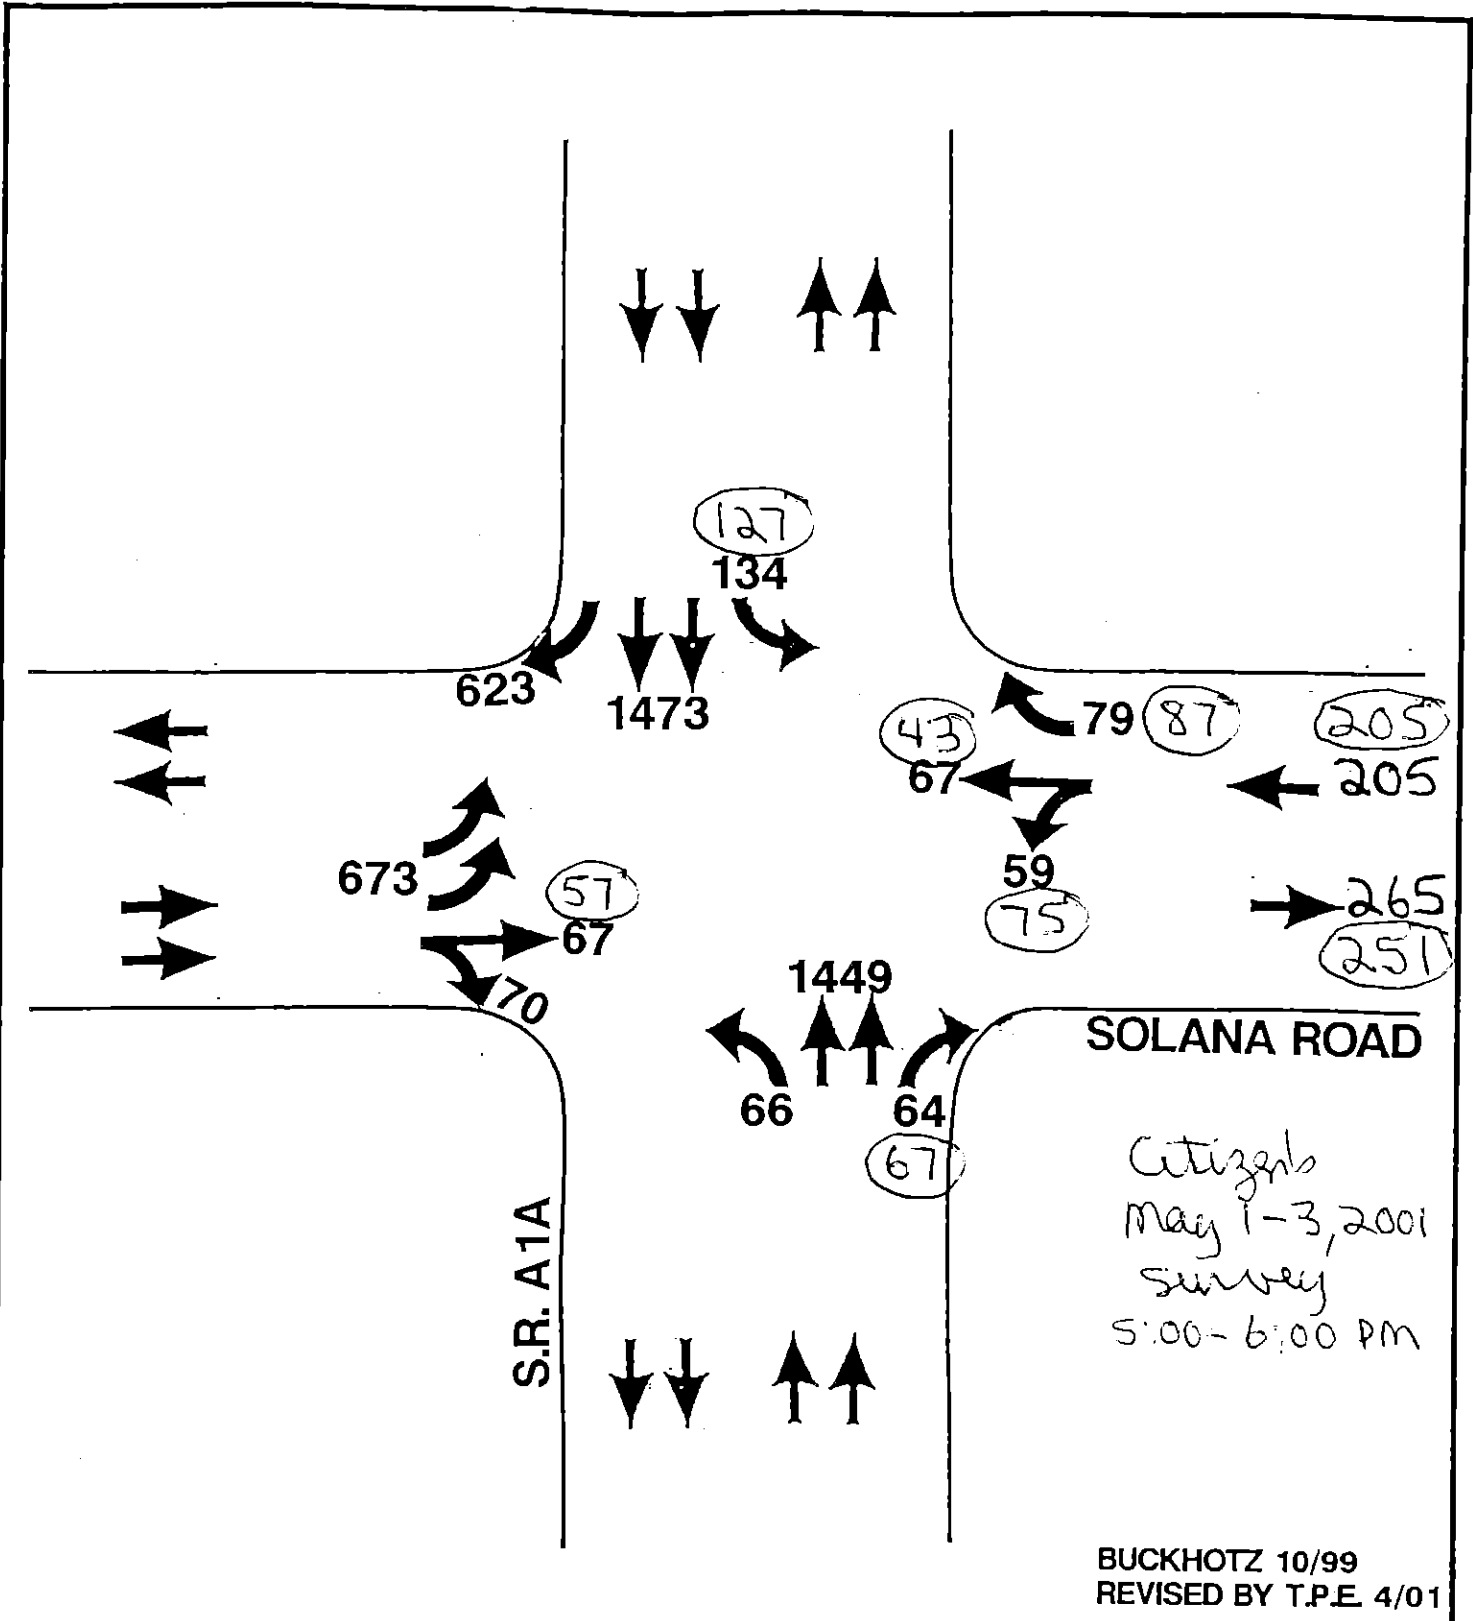 127
134
623
1473
79 87 205
43
67 205
59
75
673
57
67
265
251
70
1449
SOLANA ROAD
66 64
67
Citizen's
May 1-3, 2001
Survey
5:00-6:00 PM
S.R. A1A
BUCKHOTZ 10/99
REVISED BY T.P.E. 4/01